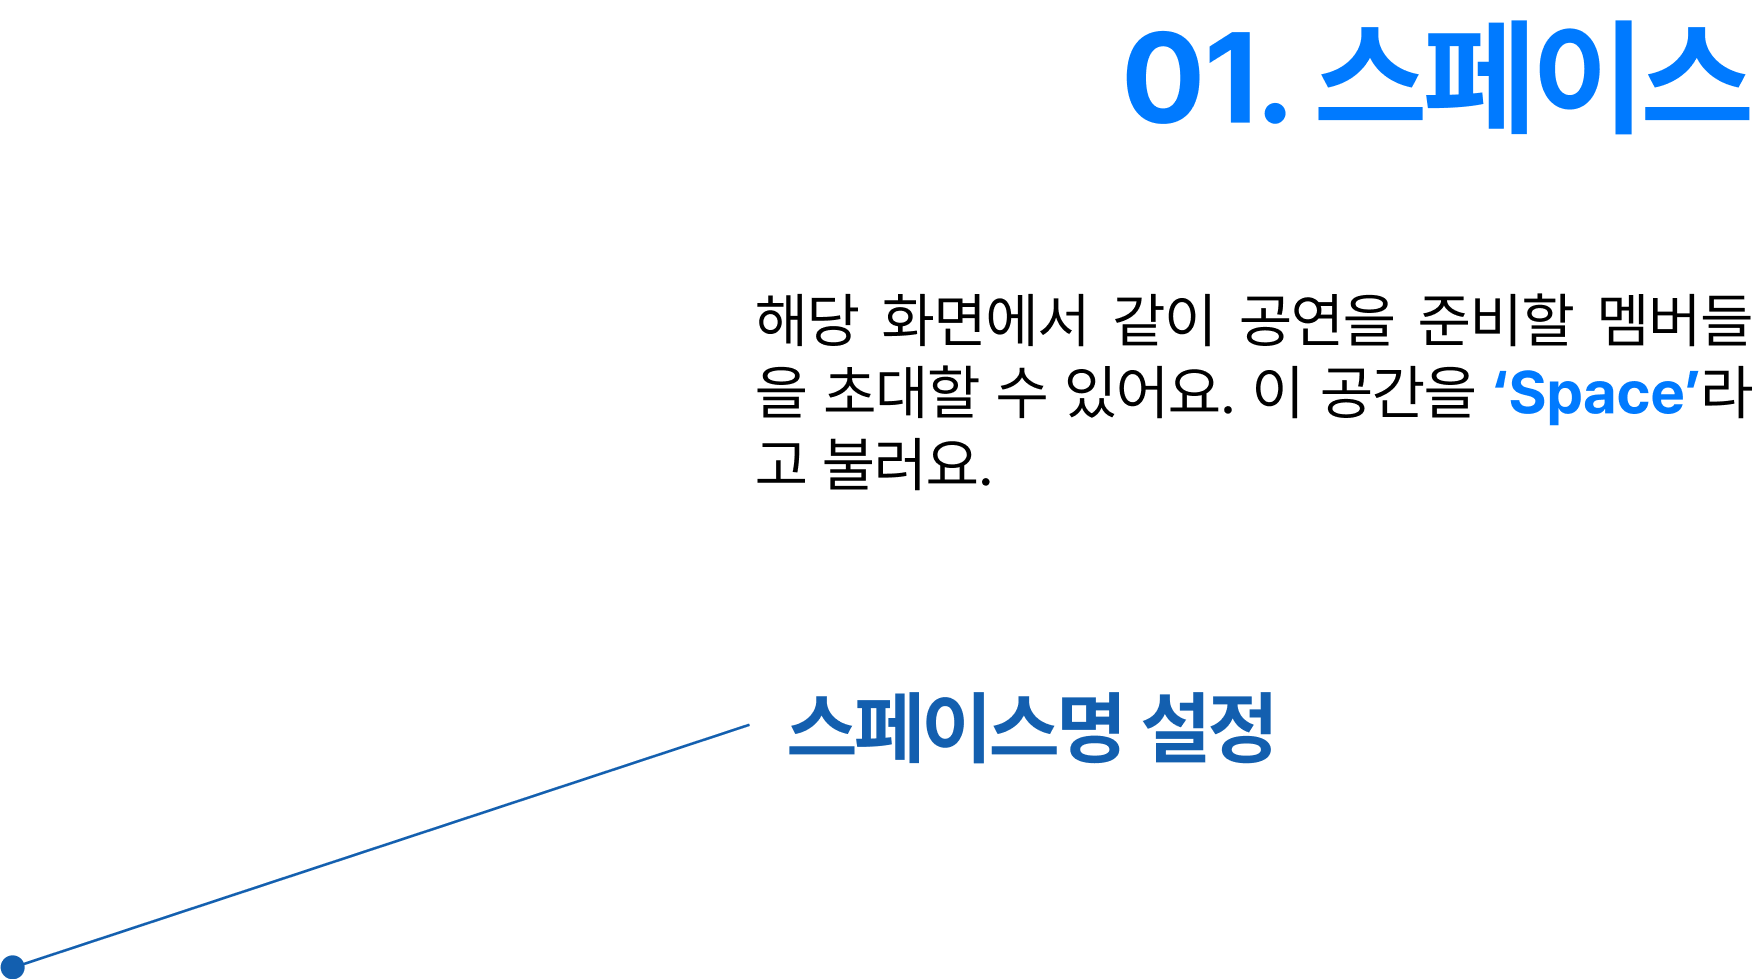 01. 스페이스
해당 화면에서 같이 공연을 준비할 멤버들
을 초대할 수 있어요. 이 공간을 ‘Space’라
고 불러요.
스페이스명 설정